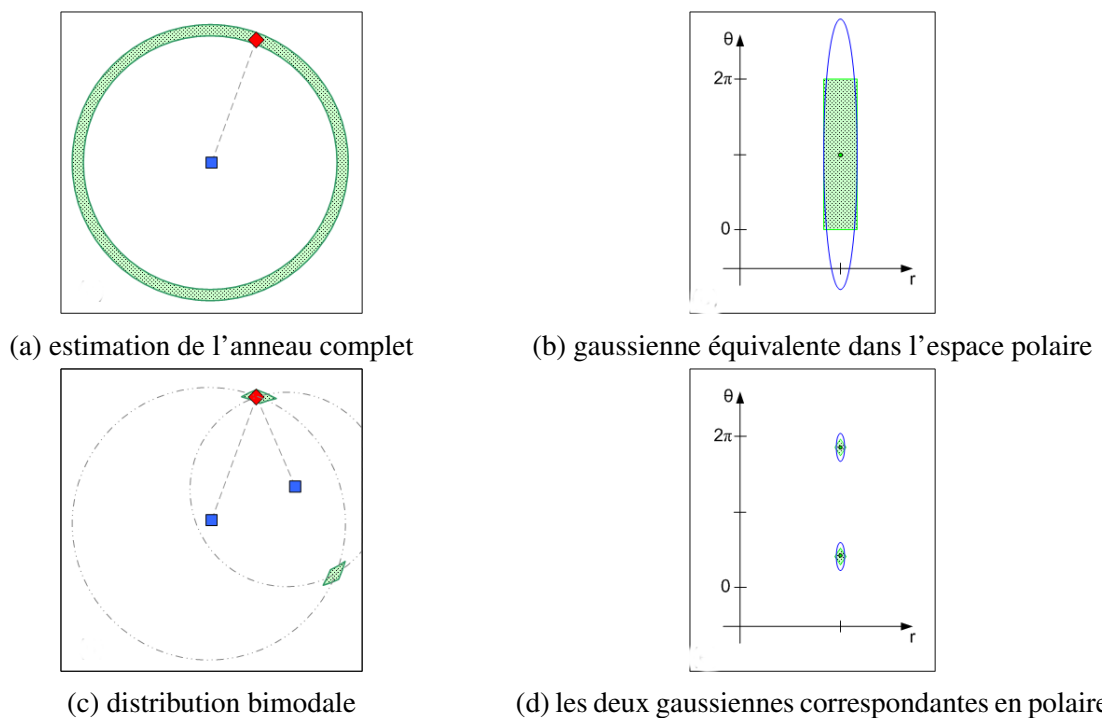 θ
2π
0
r
(a) estimation de l'anneau complet
(b) gaussienne équivalente dans l'espace polaire
θ
2π
0
r
(c) distribution bimodale
(d) les deux gaussiennes correspondantes en polaire